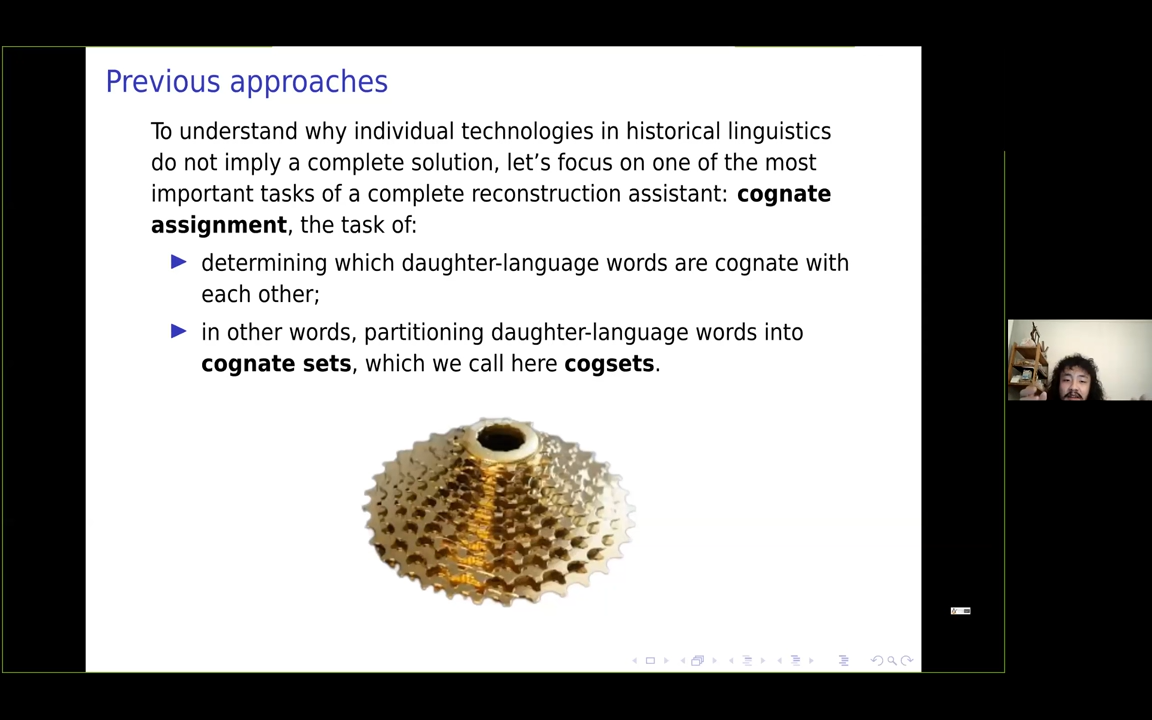 Previous approaches
To understand why individual technologies in historical linguistics
do not imply a complete solution, let’s focus on one of the most
important tasks of a complete reconstruction assistant: cognate
assignment, the task of:
determining which daughter-language words are cognate with
each other;
in other words, partitioning daughter-language words into
cognate sets, which we call here cogsets.